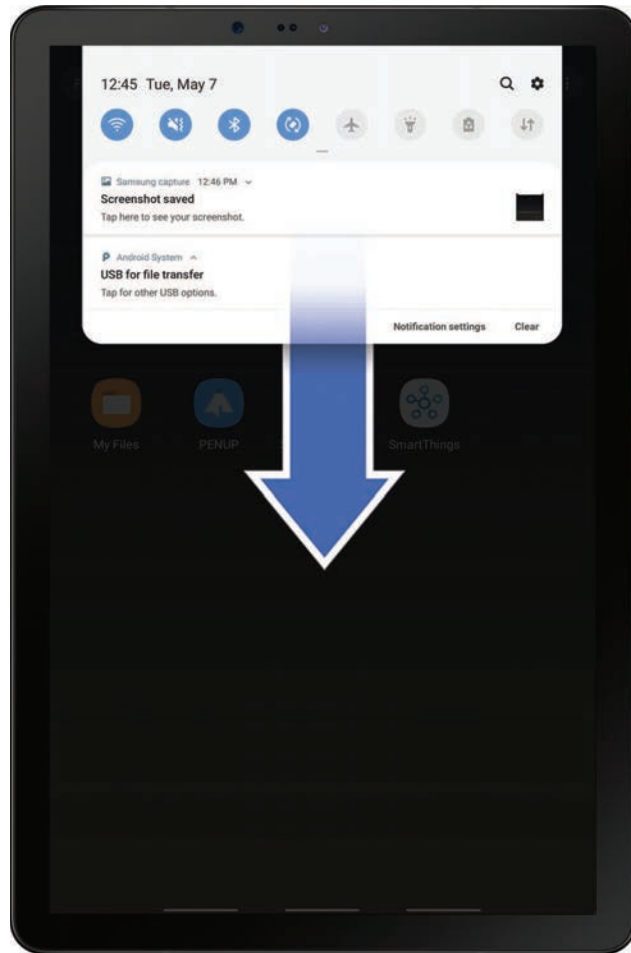 12:45 Tue, May 7
Samsung capture 12:46 PM
Screenshot saved
Tap here to see your screenshot.
Android System
USB for file transfer
Tap for other USB options.
Notification settings Clear
My Files PENUP SmartThings